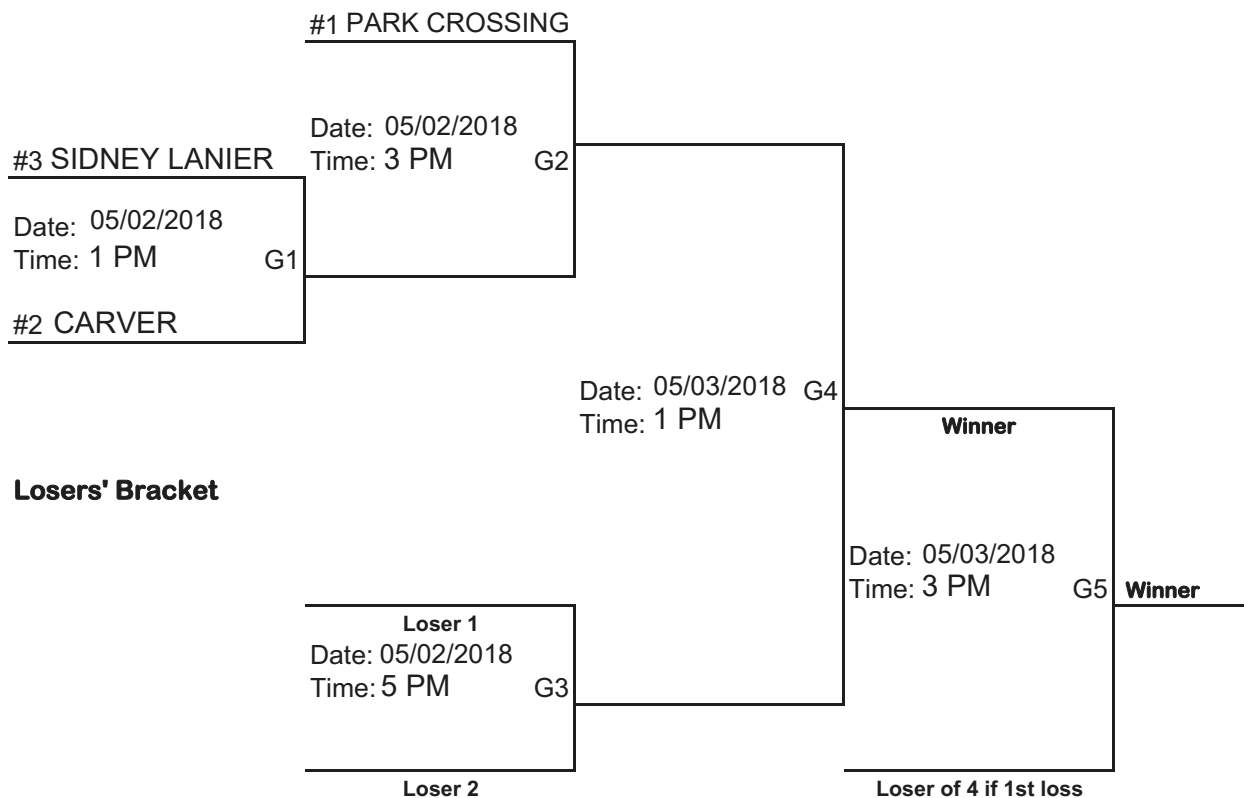 #1 PARK CROSSING
Date: 05/02/2018
Time: 3 PM G2
#3 SIDNEY LANIER
Date: 05/02/2018
Time: 1 PM G1
#2 CARVER
Date: 05/03/2018 G4
Time: 1 PM
Winner
Losers' Bracket
Date: 05/03/2018
Time: 3 PM G5 Winner
Loser 1
Date: 05/02/2018
Time: 5 PM G3
Loser 2
Loser of 4 if 1st loss